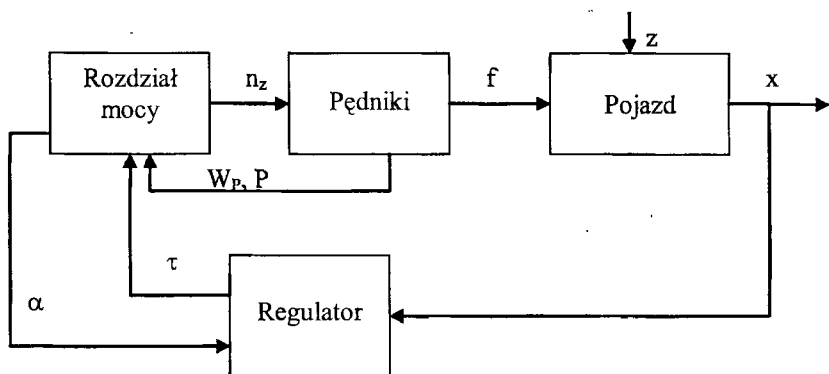 z
Rozdział
mocy
n_z
Pędniki
f
Pojazd
x
W_P, P
τ
α
Regulator